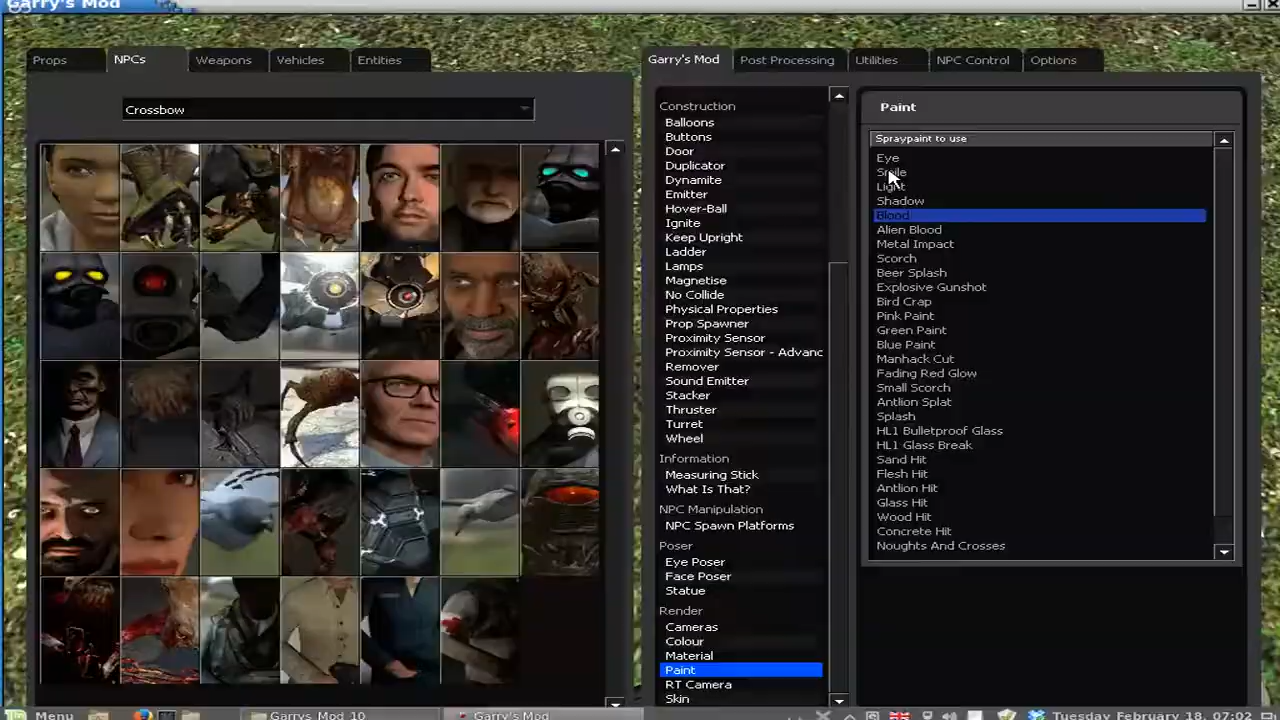 Garry's Mod
Props
NPCs
Weapons
Vehicles
Entities
Crossbow
Garry's Mod
Post Processing
Utilities
NPC Control
Options
Construction
Balloons
Buttons
Door
Duplicator
Dynamite
Emitter
Hover-Ball
Ignite
Keep Upright
Ladder
Lamps
Magnetise
No Collide
Physical Properties
Prop Spawner
Proximity Sensor
Proximity Sensor - Advanc
Remover
Sound Emitter
Stacker
Thruster
Turret
Wheel
Information
Measuring Stick
What Is That?
NPC Manipulation
NPC Spawn Platforms
Poser
Eye Poser
Face Poser
Statue
Render
Cameras
Colour
Material
Paint
RT Camera
Skin
Paint
Spraypaint to use
Eye
Smile
Light
Shadow
Blood
Alien Blood
Metal Impact
Scorch
Beer Splash
Explosive Gunshot
Bird Crap
Pink Paint
Green Paint
Blue Paint
Manhack Cut
Fading Red Glow
Small Scorch
Antlion Splat
Splash
HL1 Bulletproof Glass
HL1 Glass Break
Sand Hit
Flesh Hit
Antlion Hit
Glass Hit
Wood Hit
Concrete Hit
Noughts And Crosses
Menu
Garrys_Mod_10
Garry's Mod
Tuesday February 18, 07:02